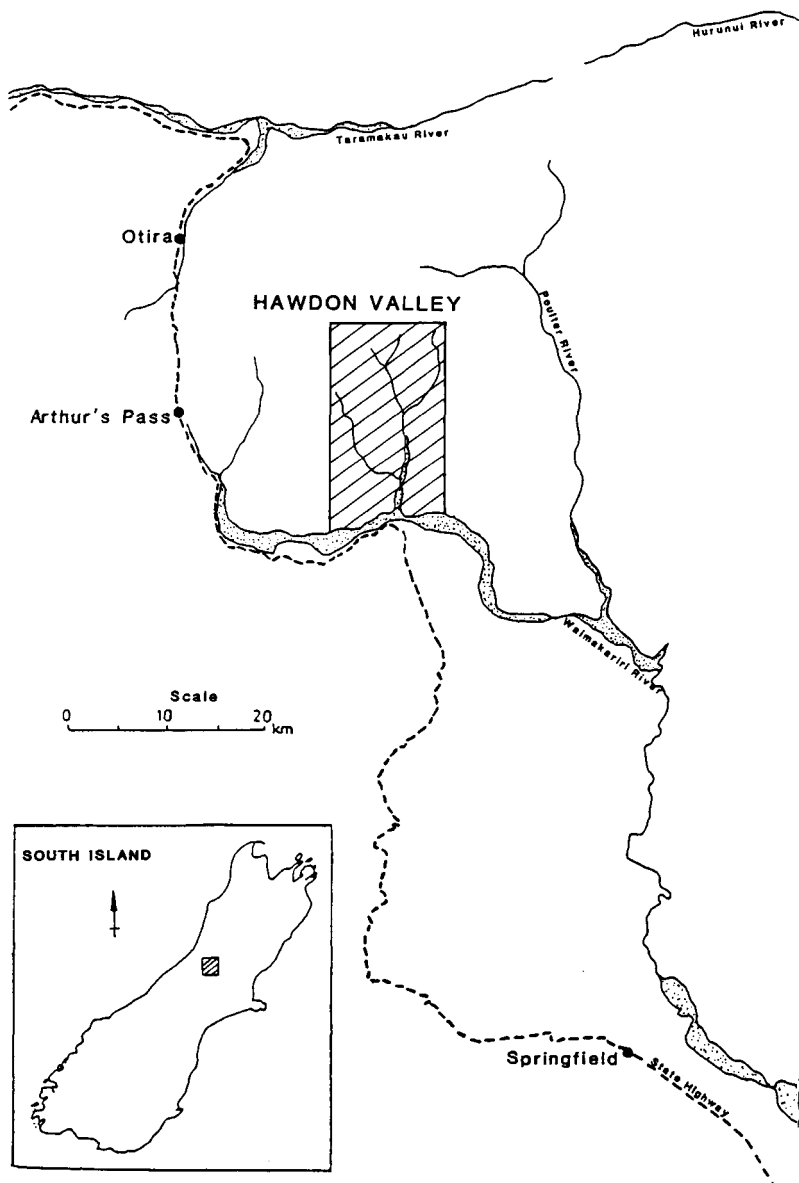 Hurunui River
Taramakau River
Otira
HAWDON VALLEY
Poulter River
Arthur's Pass
Waimakariri River
Scale
0 10 20
km
SOUTH ISLAND
Springfield
State Highway